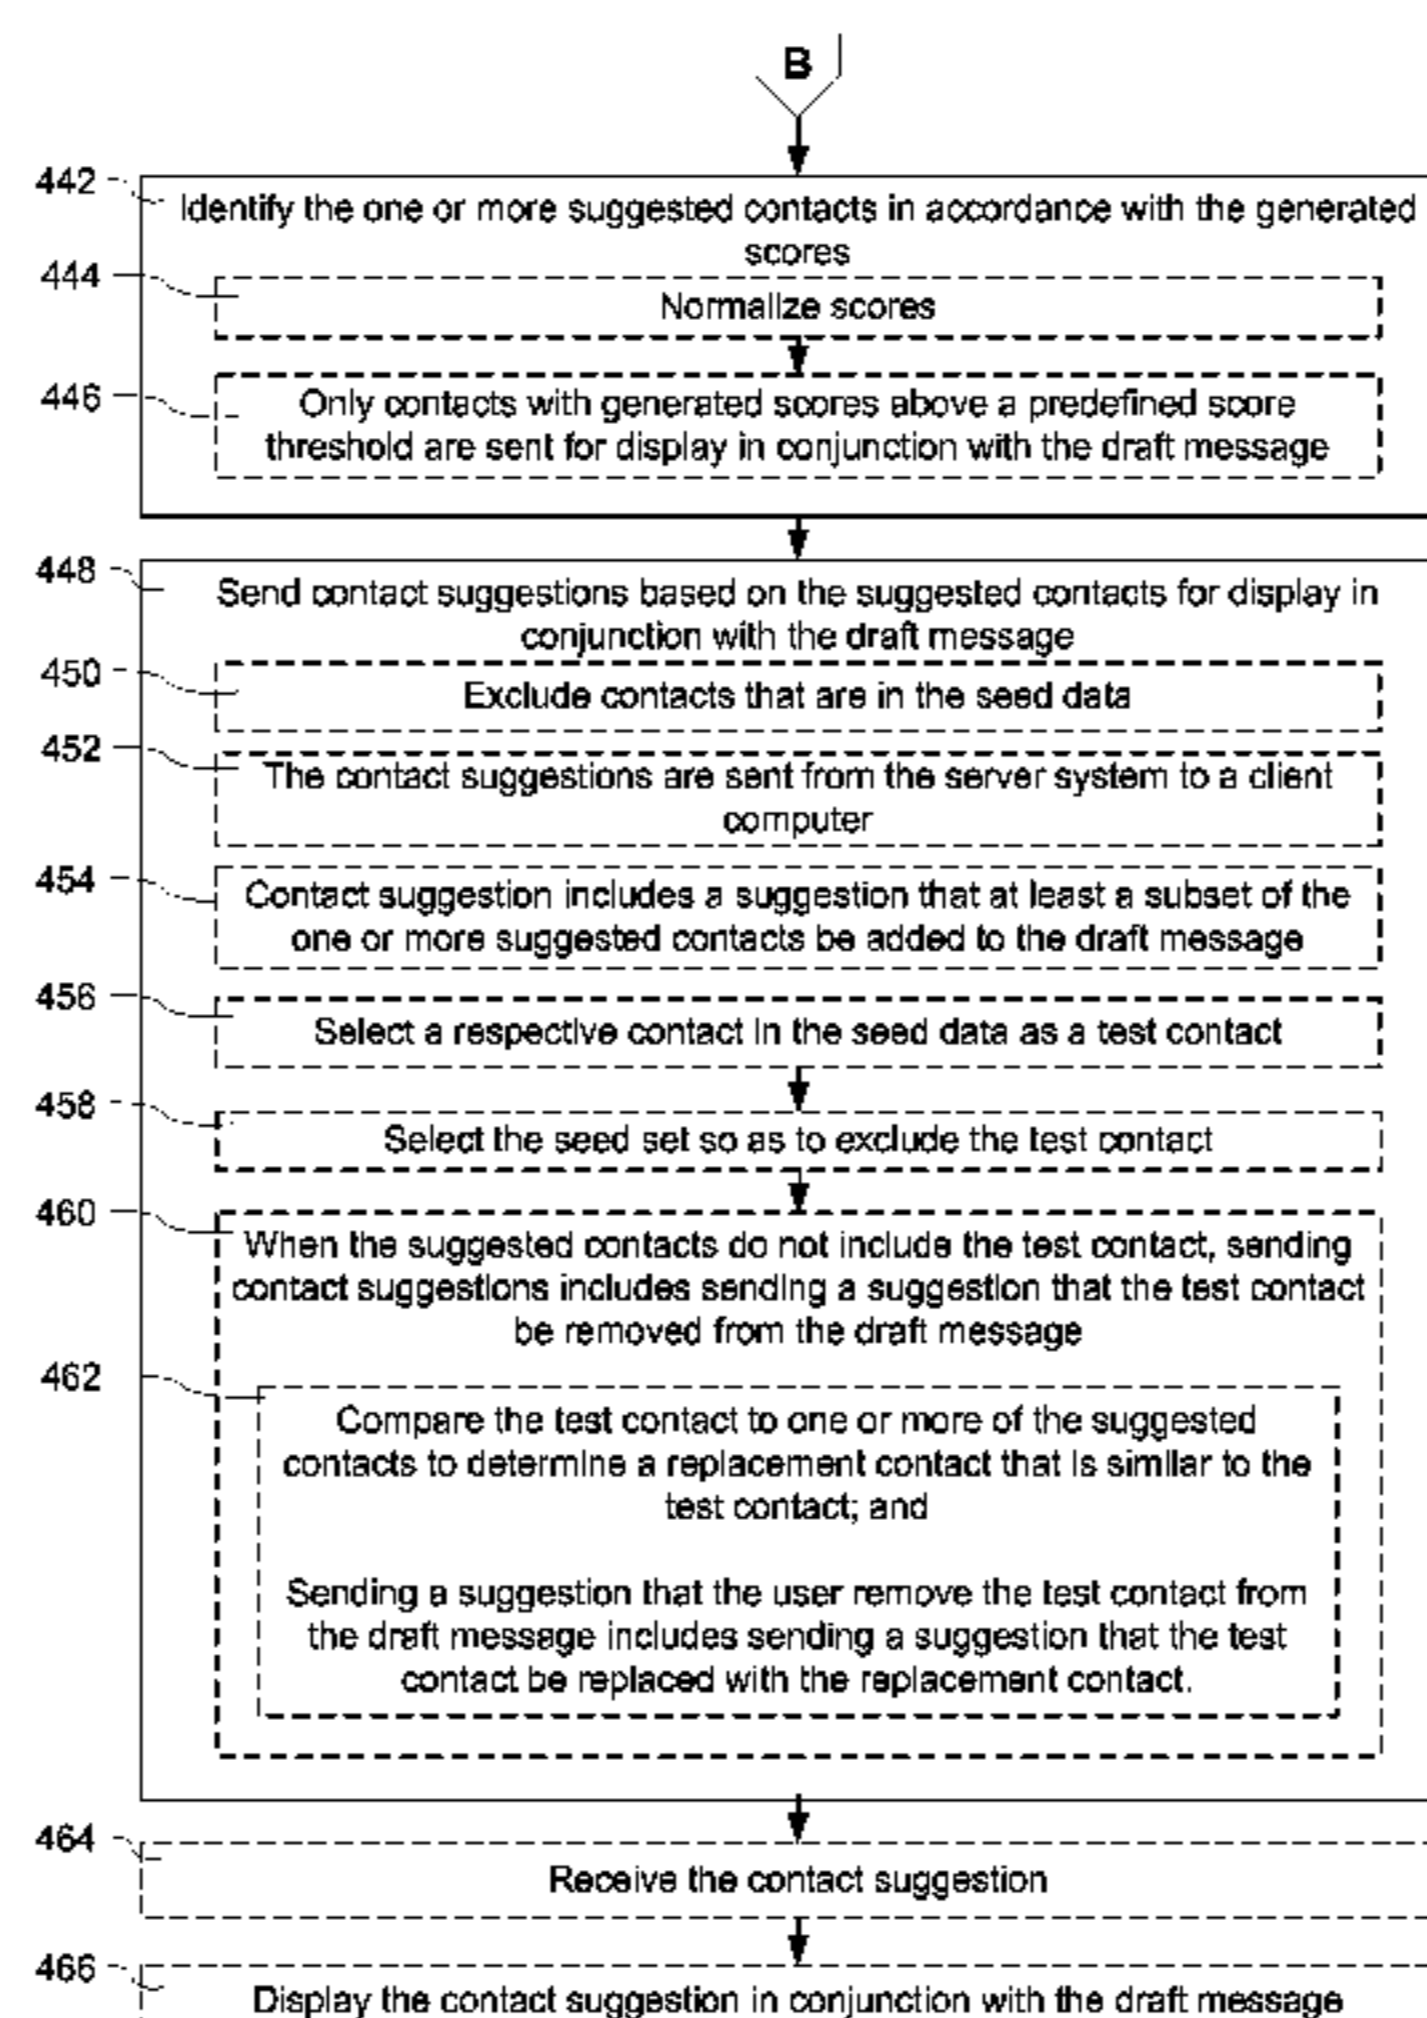 B
442
Identify the one or more suggested contacts in accordance with the generated
scores
444
Normalize scores
446
Only contacts with generated scores above a predefined score
threshold are sent for display in conjunction with the draft message
448
Send contact suggestions based on the suggested contacts for display in
conjunction with the draft message
450
Exclude contacts that are in the seed data
452
The contact suggestions are sent from the server system to a client
computer
454
Contact suggestion includes a suggestion that at least a subset of the
one or more suggested contacts be added to the draft message
456
Select a respective contact in the seed data as a test contact
458
Select the seed set so as to exclude the test contact
460
When the suggested contacts do not include the test contact, sending
contact suggestions includes sending a suggestion that the test contact
be removed from the draft message
462
Compare the test contact to one or more of the suggested
contacts to determine a replacement contact that is similar to the
test contact; and
Sending a suggestion that the user remove the test contact from
the draft message includes sending a suggestion that the test
contact be replaced with the replacement contact.
464
Receive the contact suggestion
466
Display the contact suggestion in conjunction with the draft message